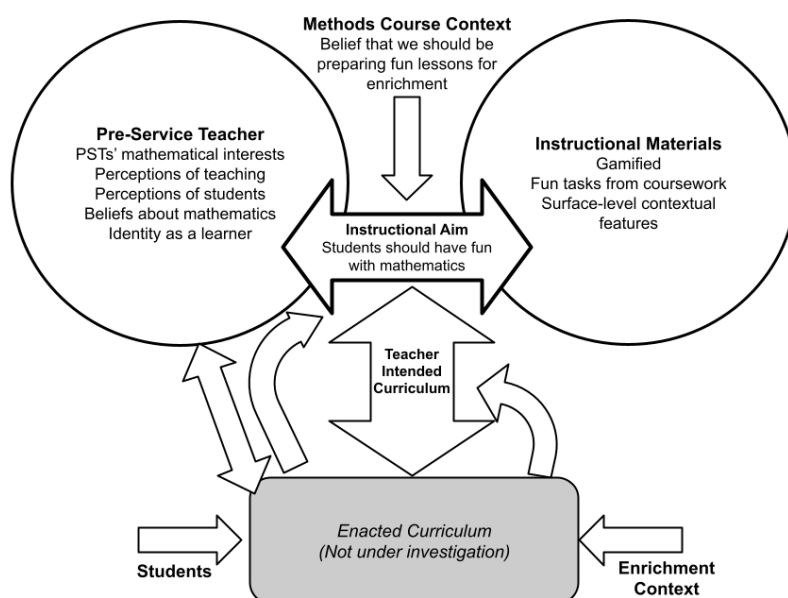 Methods Course Context
Belief that we should be
preparing fun lessons for
enrichment
Pre-Service Teacher
PSTs' mathematical interests
Perceptions of teaching
Perceptions of students
Beliefs about mathematics
Identity as a learner
Instructional Materials
Gamified
Fun tasks from coursework
Surface-level contextual
features
Instructional Aim
Students should have fun
with mathematics
Teacher
Intended
Curriculum
Enacted Curriculum
(Not under investigation)
Students
Enrichment
Context